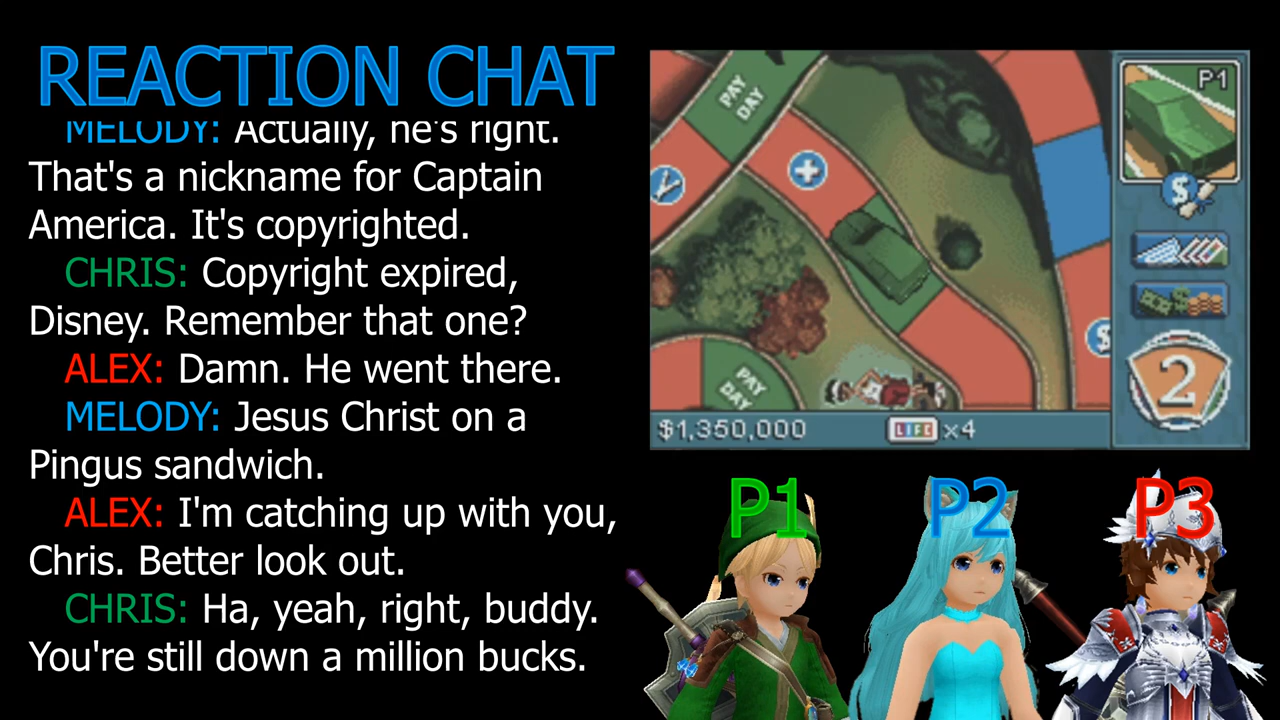 REACTION CHAT
MELODY: Actually, he's right.
That's a nickname for Captain
America. It's copyrighted.
CHRIS: Copyright expired,
Disney. Remember that one?
ALEX: Damn. He went there.
MELODY: Jesus Christ on a
Pingus sandwich.
ALEX: I'm catching up with you,
Chris. Better look out.
CHRIS: Ha, yeah, right, buddy.
You're still down a million bucks.
PAY
DAY
P1
$
$
PAY
DAY
2
$1,350,000
LIFE x4
P1
P2
P3